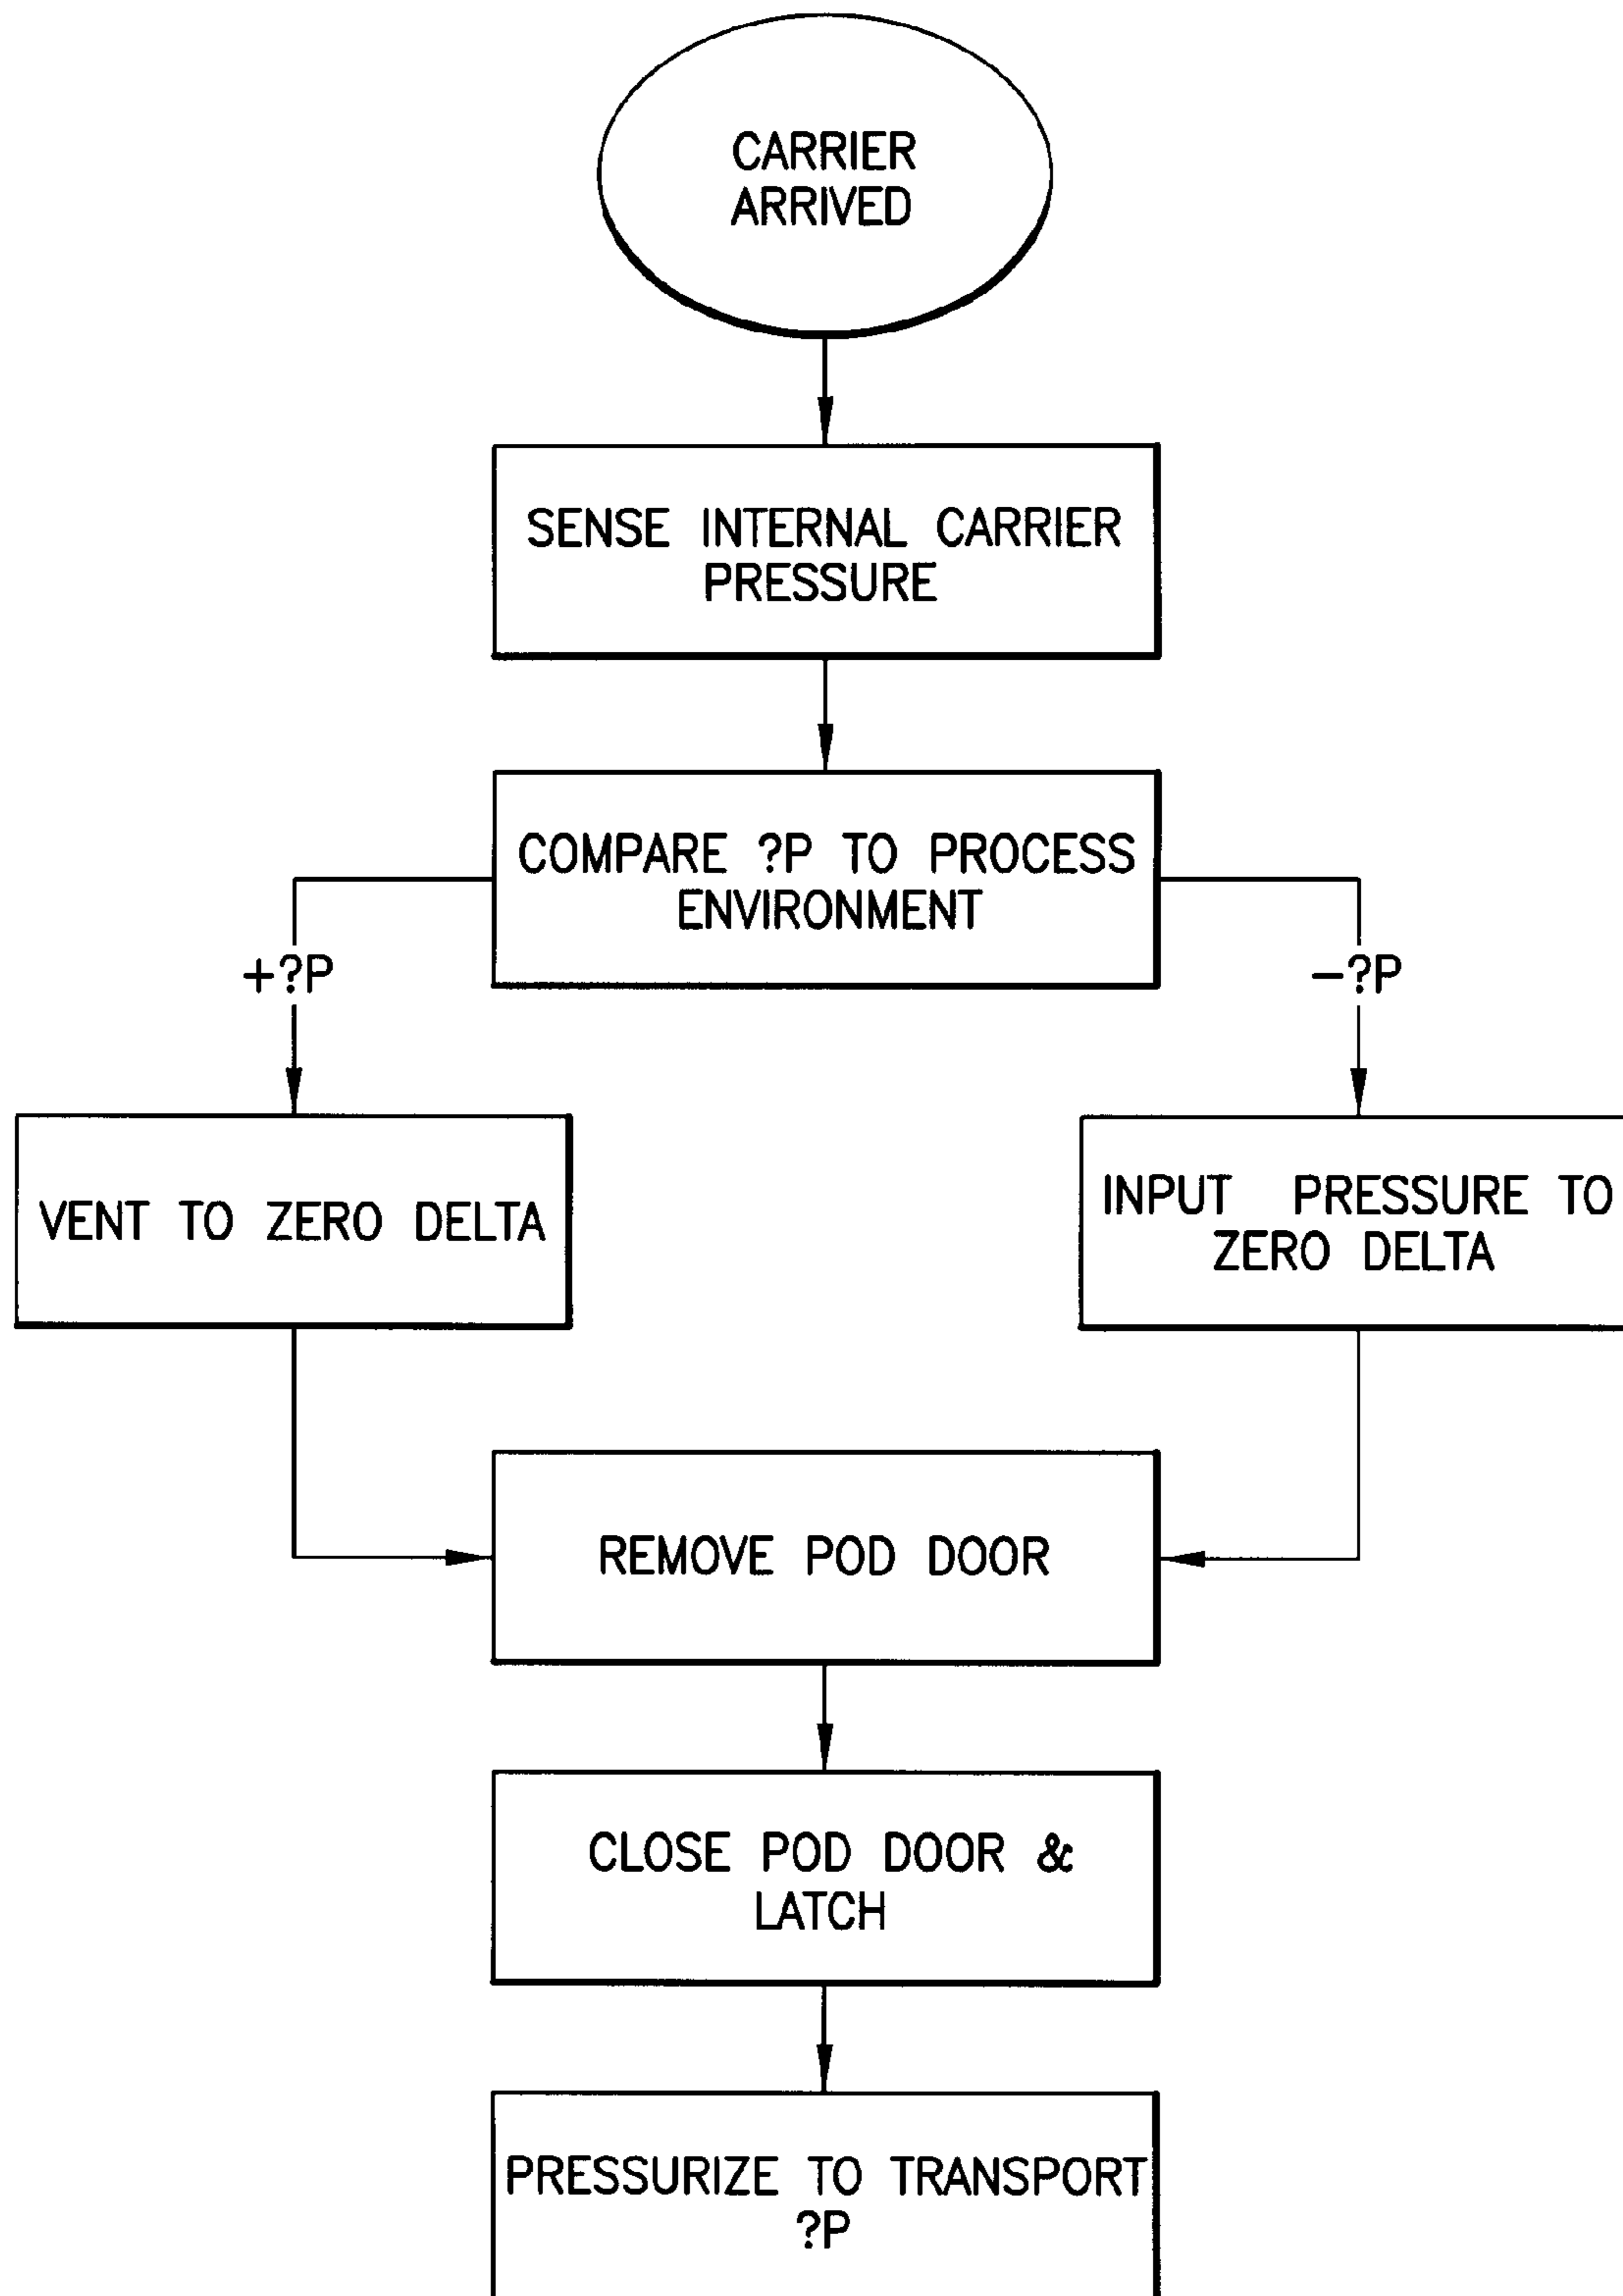 CARRIER
ARRIVED
SENSE INTERNAL CARRIER
PRESSURE
COMPARE ?P TO PROCESS
ENVIRONMENT
+?P
-?P
VENT TO ZERO DELTA
INPUT PRESSURE TO
ZERO DELTA
REMOVE POD DOOR
CLOSE POD DOOR &
LATCH
PRESSURIZE TO TRANSPORT
?P